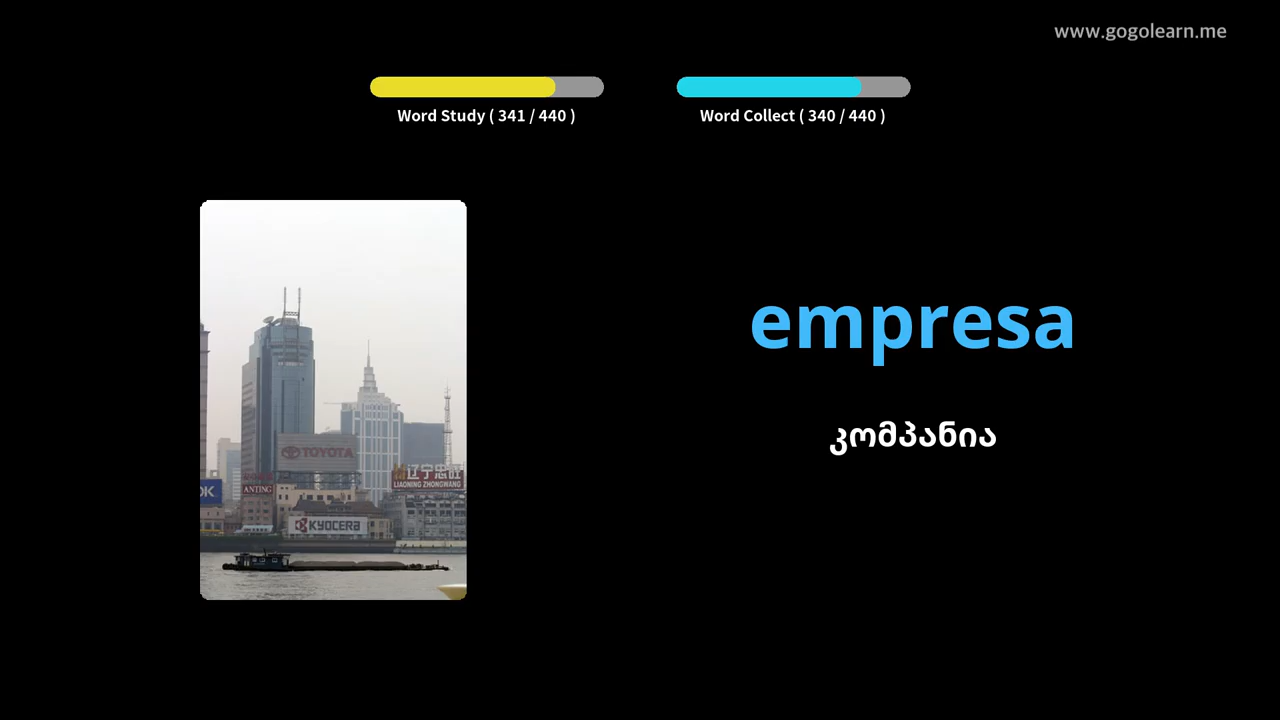 www.gogolearn.me
Word Study ( 341 / 440 )
Word Collect ( 340 / 440 )
empresa
კომპანია
TOYOTA
辽宁忠旺
LIAONING ZHONGWANG
ANTING
KYOCERA